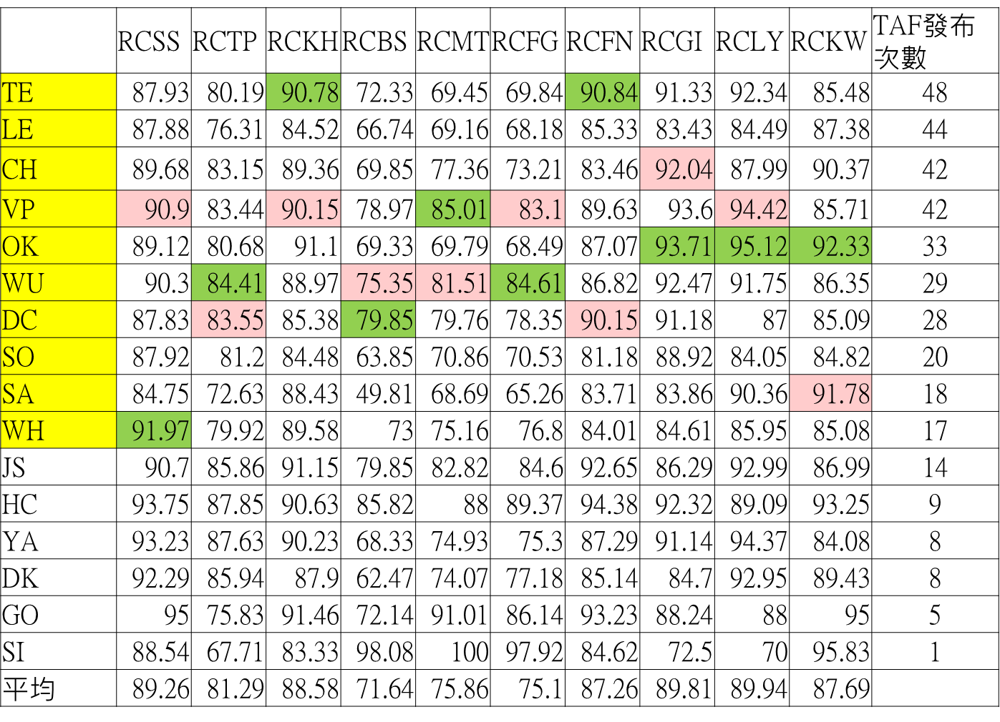 RCSS RCTP RCKH RCBS RCMT RCFG RCFN RCGI RCLY RCKW TAF發布
次數
TE 87.93 80.19 90.78 72.33 69.45 69.84 90.84 91.33 92.34 85.48 48
LE 87.88 76.31 84.52 66.74 69.16 68.18 85.33 83.43 84.49 87.38 44
CH 89.68 83.15 89.36 69.85 77.36 73.21 83.46 92.04 87.99 90.37 42
VP 90.9 83.44 90.15 78.97 85.01 83.1 89.63 93.6 94.42 85.71 42
OK 89.12 80.68 91.1 69.33 69.79 68.49 87.07 93.71 95.12 92.33 33
WU 90.3 84.41 88.97 75.35 81.51 84.61 86.82 92.47 91.75 86.35 29
DC 87.83 83.55 85.38 79.85 79.76 78.35 90.15 91.18 87 85.09 28
SO 87.92 81.2 84.48 63.85 70.86 70.53 81.18 88.92 84.05 84.82 20
SA 84.75 72.63 88.43 49.81 68.69 65.26 83.71 83.86 90.36 91.78 18
WH 91.97 79.92 89.58 73 75.16 76.8 84.01 84.61 85.95 85.08 17
JS 90.7 85.86 91.15 79.85 82.82 84.6 92.65 86.29 92.99 86.99 14
HC 93.75 87.85 90.63 85.82 88 89.37 94.38 92.32 89.09 93.25 9
YA 93.23 87.63 90.23 68.33 74.93 75.3 87.29 91.14 94.37 84.08 8
DK 92.29 85.94 87.9 62.47 74.07 77.18 85.14 84.7 92.95 89.43 8
GO 95 75.83 91.46 72.14 91.01 86.14 93.23 88.24 88 95 5
SI 88.54 67.71 83.33 98.08 100 97.92 84.62 72.5 70 95.83 1
平均 89.26 81.29 88.58 71.64 75.86 75.1 87.26 89.81 89.94 87.69